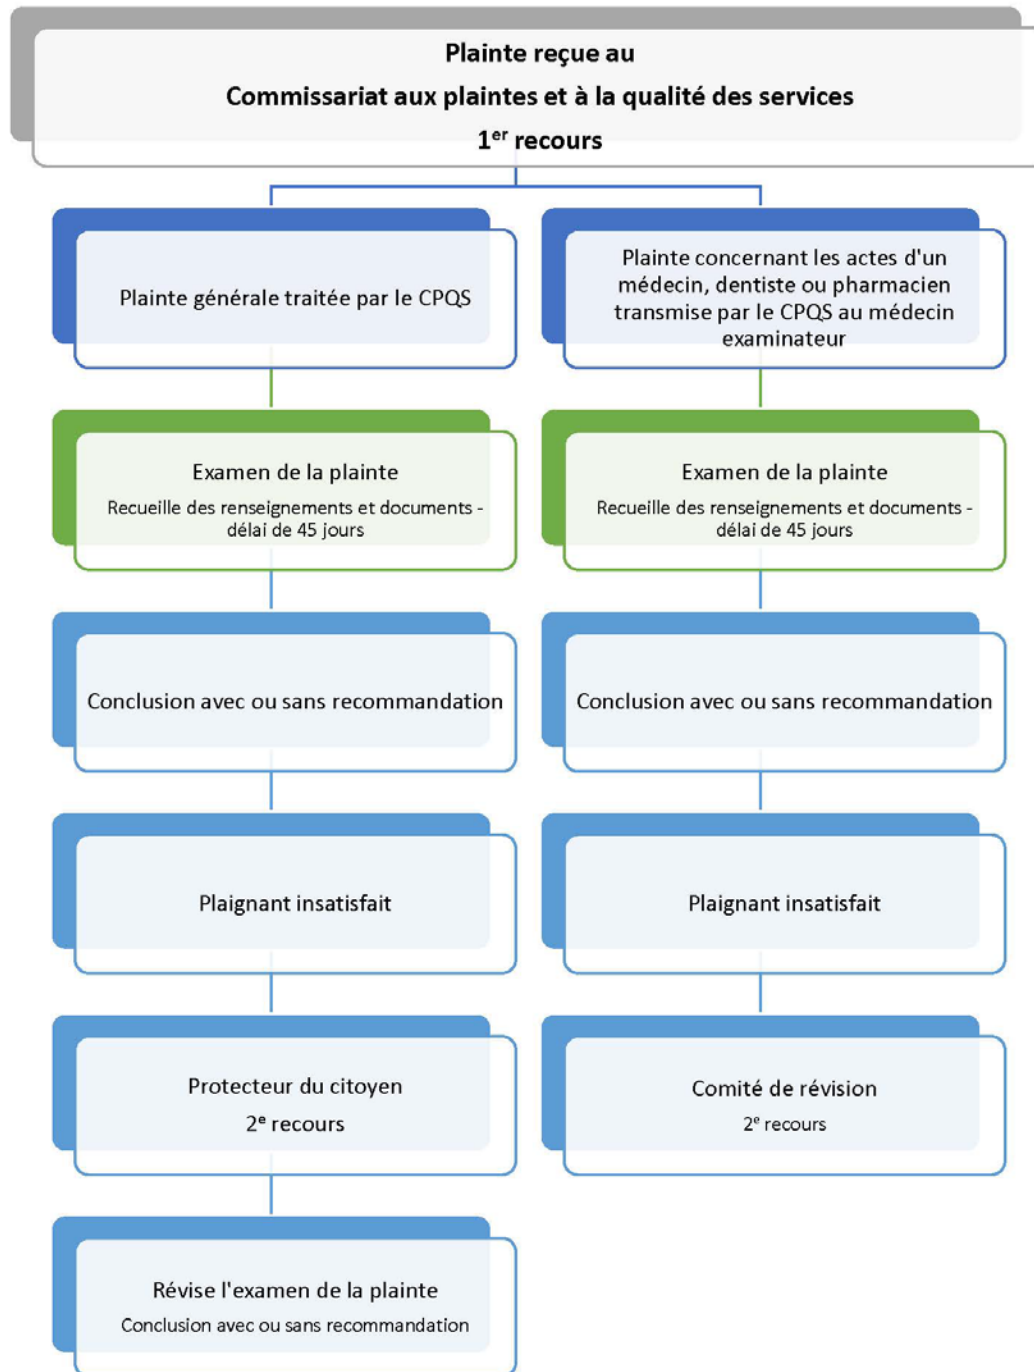 Plainte reçue au
Commissariat aux plaintes et à la qualité des services
1er recours
Plainte générale traitée par le CPQS
Plainte concernant les actes d'un
médecin, dentiste ou pharmacien
transmise par le CPQS au médecin
examinateur
Examen de la plainte
Recueille des renseignements et documents -
délai de 45 jours
Examen de la plainte
Recueille des renseignements et documents -
délai de 45 jours
Conclusion avec ou sans recommandation
Conclusion avec ou sans recommandation
Plaignant insatisfait
Plaignant insatisfait
Protecteur du citoyen
2e recours
Comité de révision
2e recours
Révise l'examen de la plainte
Conclusion avec ou sans recommandation